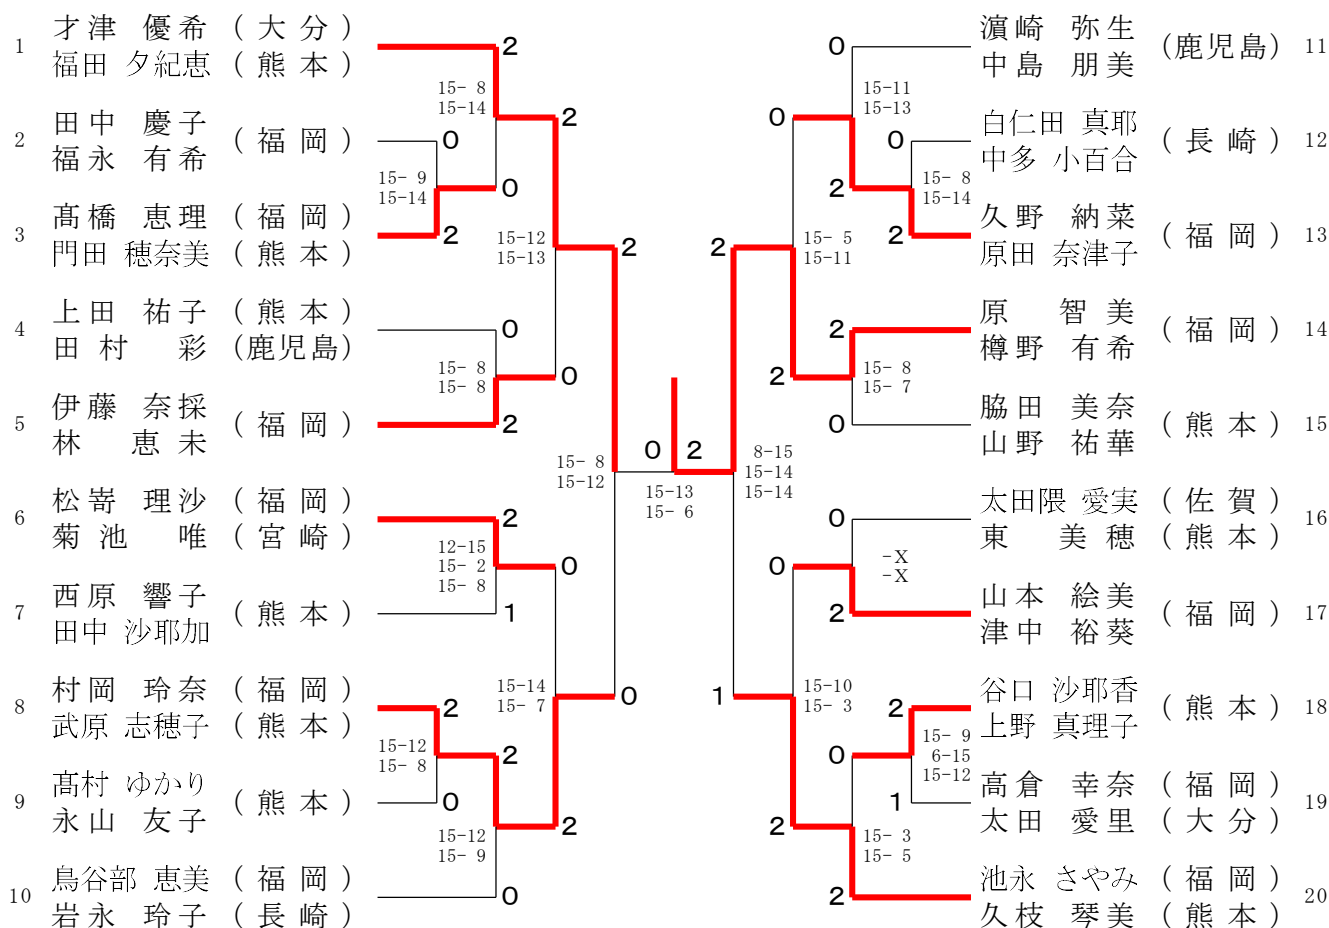 1 才津 優希 (大分)
福田 夕紀恵 (熊本)
2 田中 慶子 (福岡)
福永 有希
3 髙橋 恵理 (福岡)
門田 穂奈美 (熊本)
4 上田 祐子 (熊本)
田村 彩 (鹿児島)
5 伊藤 奈採 (福岡)
林 恵未
6 松嵜 理沙 (福岡)
菊池 唯 (宮崎)
7 西原 響子 (熊本)
田中 沙耶加
8 村岡 玲奈 (福岡)
武原 志穂子 (熊本)
9 髙村 ゆかり (熊本)
永山 友子
10 鳥谷部 恵美 (福岡)
岩永 玲子 (長崎)
2
15- 8
15-14
2
0
15- 9
15-14
0
2
15-12
15-13
2
0
15- 8
15- 8
0
2
15- 8
15-12
2
12-15
15- 2
15- 8
0
1
15-14
15- 7
0
2
15-12
15- 8
2
0
15-12
15- 9
2
0
0 2
15-13
15- 6
0
15-11
15-13
0
0
15- 8
15-14
2
2
2
15- 5
15-11
2
15- 8
15- 7
2
0
8-15
15-14
15-14
0
-X
-X
0
2
1
15-10
15- 3
2
15- 9
6-15
15-12
0
1
2
15- 3
15- 5
2
濵崎 弥生 (鹿児島) 11
中島 朋美
白仁田 真耶 (長崎) 12
中多 小百合
久野 納菜 (福岡) 13
原田 奈津子
原 智美 (福岡) 14
樽野 有希
脇田 美奈 (熊本) 15
山野 祐華
太田隈 愛実 (佐賀) 16
東 美穂 (熊本)
山本 絵美 (福岡) 17
津中 裕葵
谷口 沙耶香 (熊本) 18
上野 真理子
高倉 幸奈 (福岡) 19
太田 愛里 (大分)
池永 さやみ (福岡) 20
久枝 琴美 (熊本)